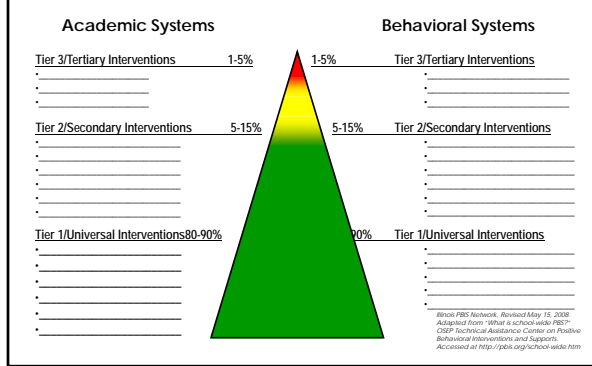 Academic Systems
Behavioral Systems
Tier 3/Tertiary Interventions 1-5%
1-5% Tier 3/Tertiary Interventions
•
•
•
•
•
•
Tier 2/Secondary Interventions 5-15%
5-15% Tier 2/Secondary Interventions
•
•
•
•
•
•
•
•
•
•
•
•
Tier 1/Universal Interventions80-90%
90% Tier 1/Universal Interventions
•
•
•
•
•
•
•
•
•
•
Illinois PBIS Network, Revised May 15, 2008.
Adapted from "What is school-wide PBS?"
OSEP Technical Assistance Center on Positive
Behavioral Interventions and Supports.
Accessed at http://pbis.org/school-wide.htm